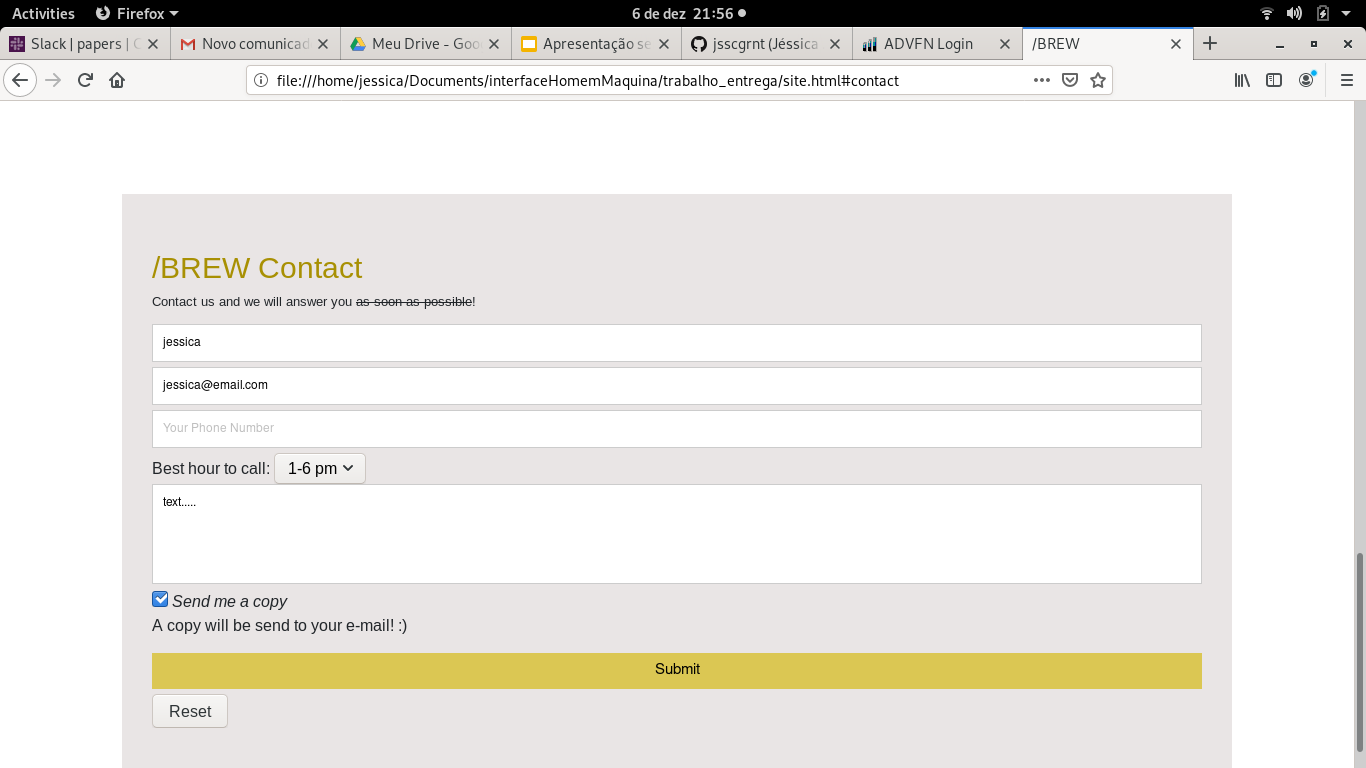 Activities Firefox 6 de dez 21:56
Slack | papers | Novo comunicad Meu Drive - Goo Apresentação se jsscgrnt (Jéssica ADVFN Login /BREW
file:///home/jessica/Documents/interfaceHomemMaquina/trabalho_entrega/site.html#contact
/BREW Contact
Contact us and we will answer you as soon as possible!
jessica
jessica@email.com
Your Phone Number
Best hour to call: 1-6 pm
text.....
Send me a copy
A copy will be send to your e-mail! :)
Submit
Reset